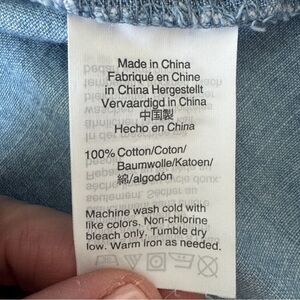 Made in China
Fabriqué en Chine
in China Hergestellt
Vervaardigd in China
中国製
Hecho en China
100% Cotton/Coton/
Baumwolle/Katoen/
綿/algodón
Machine wash cold with
like colors. Non-chlorine
bleach only. Tumble dry
low. Warm iron as needed.